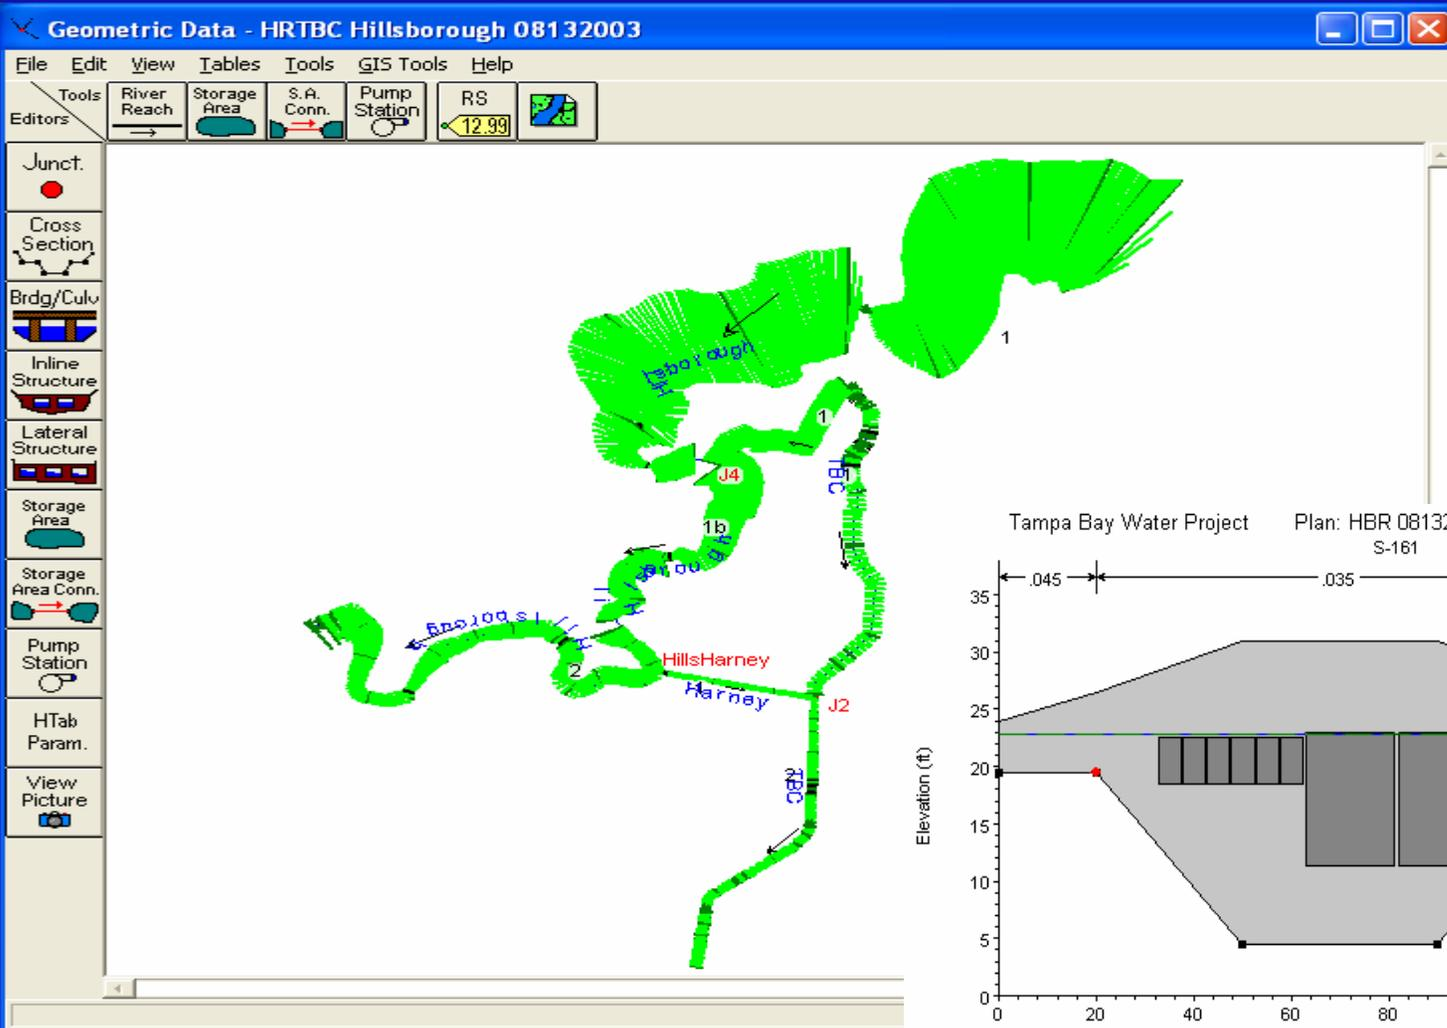 Geometric Data - HRTBC Hillsborough 08132003
File Edit View Tables Tools GIS Tools Help
Tools
Editors
River
Reach
Storage
Area
S.A.
Conn.
Pump
Station
RS
12.99
Junct.
Cross
Section
Brdg/Culv
Inline
Structure
Lateral
Structure
Storage
Area
Storage
Area Conn.
Pump
Station
HTab
Param.
View
Picture
1
1
J4
TBC
1
1b
2
HillsHarney
Harney
J2
TBC
Tampa Bay Water Project Plan: HBR 08132
S-161
.045 .035
35
30
25
20
15
10
5
0
Elevation (ft)
0 20 40 60 80